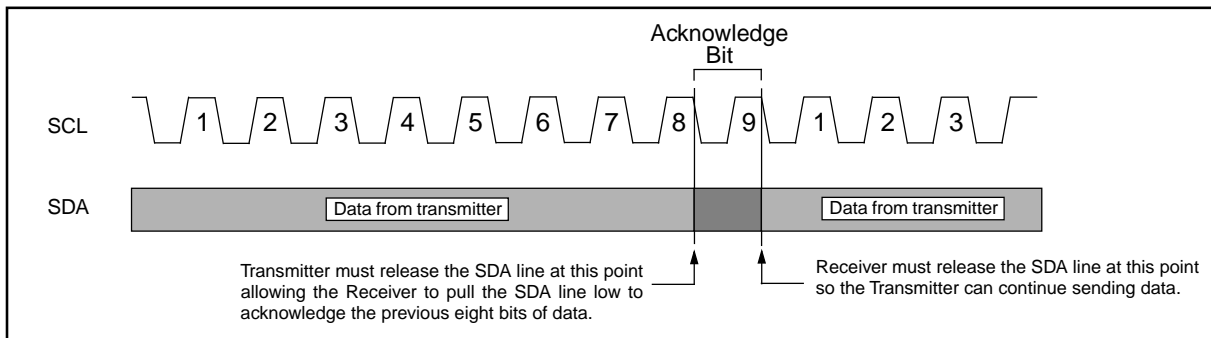 Acknowledge
Bit
SCL
1 2 3 4 5 6 7 8 9 1 2 3
SDA
Data from transmitter
Data from transmitter
Transmitter must release the SDA line at this point
allowing the Receiver to pull the SDA line low to
acknowledge the previous eight bits of data.
Receiver must release the SDA line at this point
so the Transmitter can continue sending data.